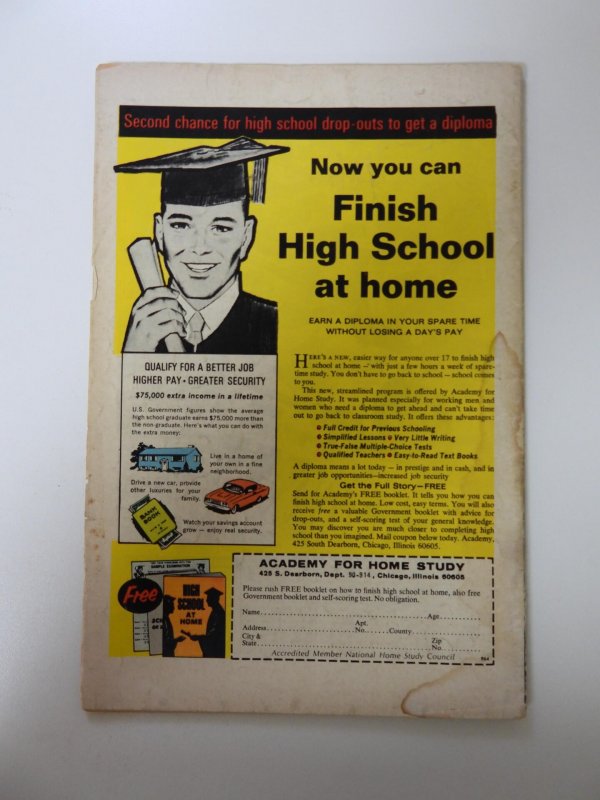 Second chance for high school drop-outs to get a diploma
Now you can
Finish
High School
at home
EARN A DIPLOMA IN YOUR SPARE TIME
WITHOUT LOSING A DAY'S PAY
HERE'S A NEW, easier way for anyone over 17 to finish high
school at home — with just a few hours a week of spare-
time study. You don't have to go back to school — school comes
to you.
This new, streamlined program is offered by Academy for
Home Study. It was planned especially for working men and
women who need a diploma to get ahead and can't take time
out to go back to classroom study. It offers these advantages:
• Full Credit for Previous Schooling
• Simplified Lessons • Very Little Writing
• True-False Multiple-Choice Tests
• Qualified Teachers • Easy-to-Read Text Books
A diploma means a lot today — in prestige and in cash, and in
greater job opportunities—increased job security
Get the Full Story—FREE
Send for Academy's FREE booklet. It tells you how you can
finish high school at home. Low cost, easy terms. You will also
receive free a valuable Government booklet with advice for
drop-outs, and a self-scoring test of your general knowledge.
You may discover you are much closer to completing high
school than you imagined. Mail coupon below today. Academy,
425 South Dearborn, Chicago, Illinois 60605.
QUALIFY FOR A BETTER JOB
HIGHER PAY • GREATER SECURITY
$75,000 extra income in a lifetime
U.S. Government figures show the average
high school graduate earns $75,000 more than
the non-graduate. Here's what you can do with
the extra money:
Live in a home of
your own in a fine
neighborhood.
Drive a new car, provide
other luxuries for your
family.
BANK
BOOK
Watch your savings account
grow — enjoy real security.
Free
SAMPLE EXAMINATION
HIGH
SCHOOL
AT
HOME
ACADEMY FOR HOME STUDY
425 S. Dearborn, Dept. 90-314, Chicago, Illinois 60605
Please rush FREE booklet on how to finish high school at home, also free
Government booklet and self-scoring test. No obligation.
Name Age
Address Apt. No. County
City & State Zip No.
Accredited Member National Home Study Council